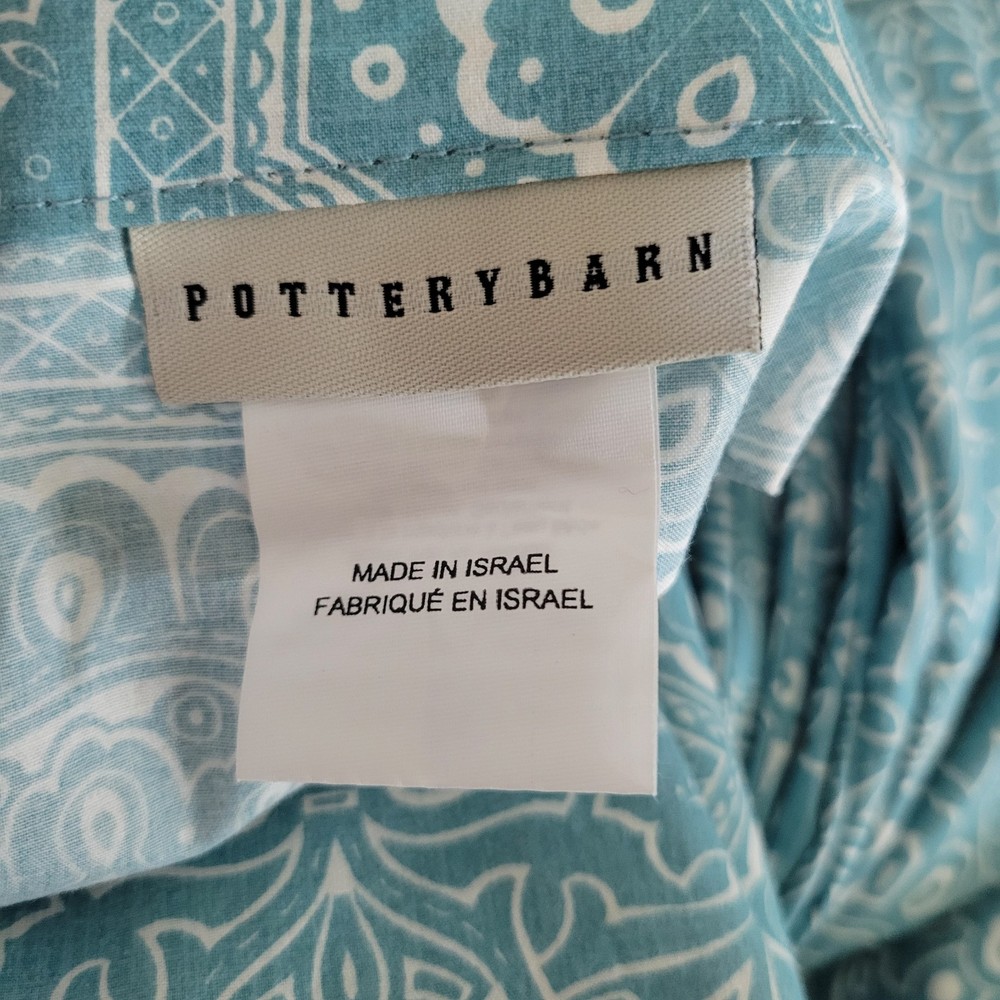 POTTERYBARN
MADE IN ISRAEL
FABRIQUÉ EN ISRAEL